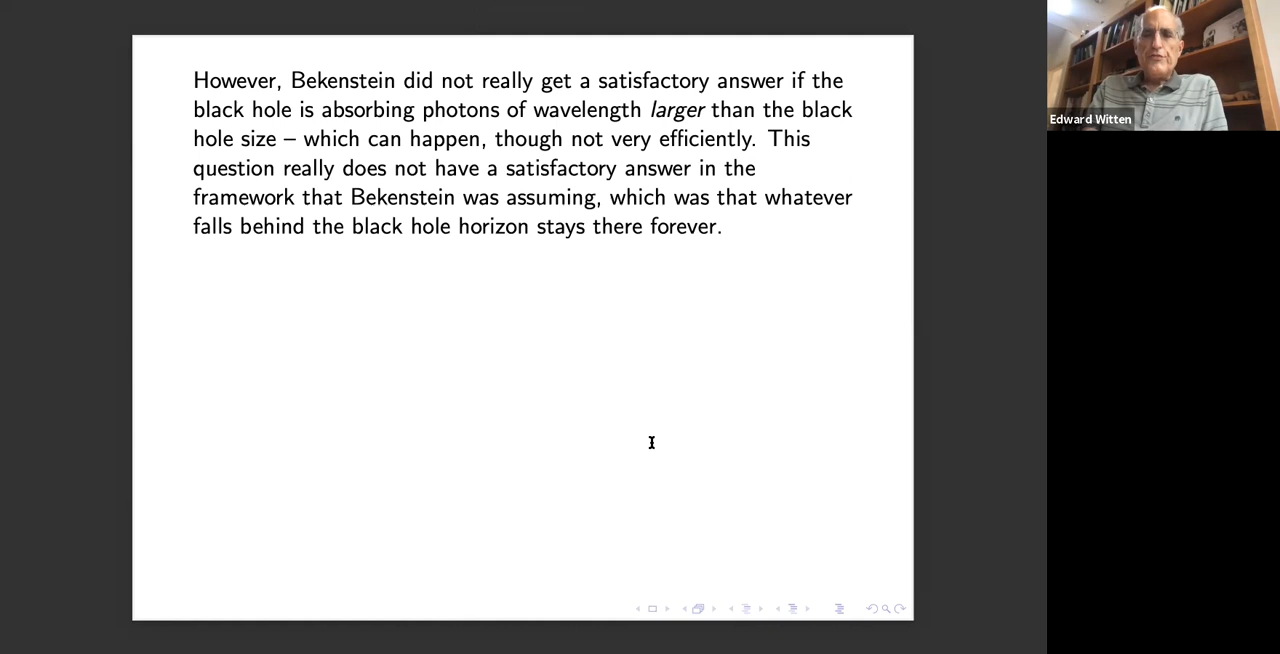 However, Bekenstein did not really get a satisfactory answer if the
black hole is absorbing photons of wavelength larger than the black
hole size – which can happen, though not very efficiently. This
question really does not have a satisfactory answer in the
framework that Bekenstein was assuming, which was that whatever
falls behind the black hole horizon stays there forever.
Edward Witten